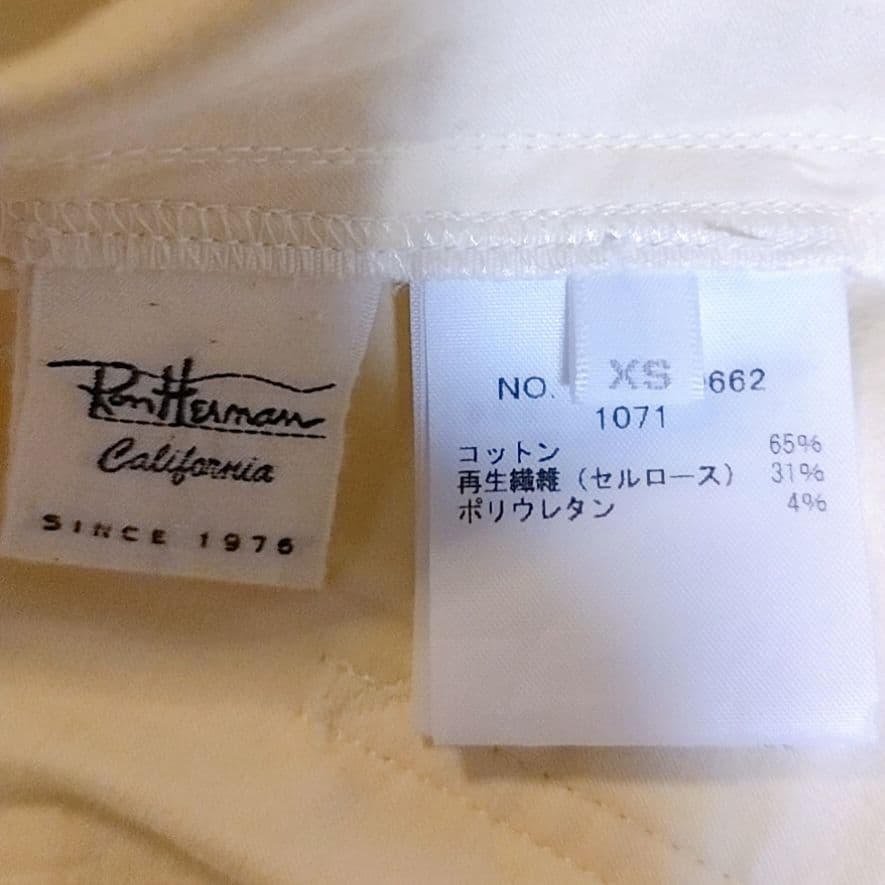 Ron Herman
California
SINCE 1976
XS
NO. 662
1071
コットン 65%
再生繊維（セルロース） 31%
ポリウレタン 4%